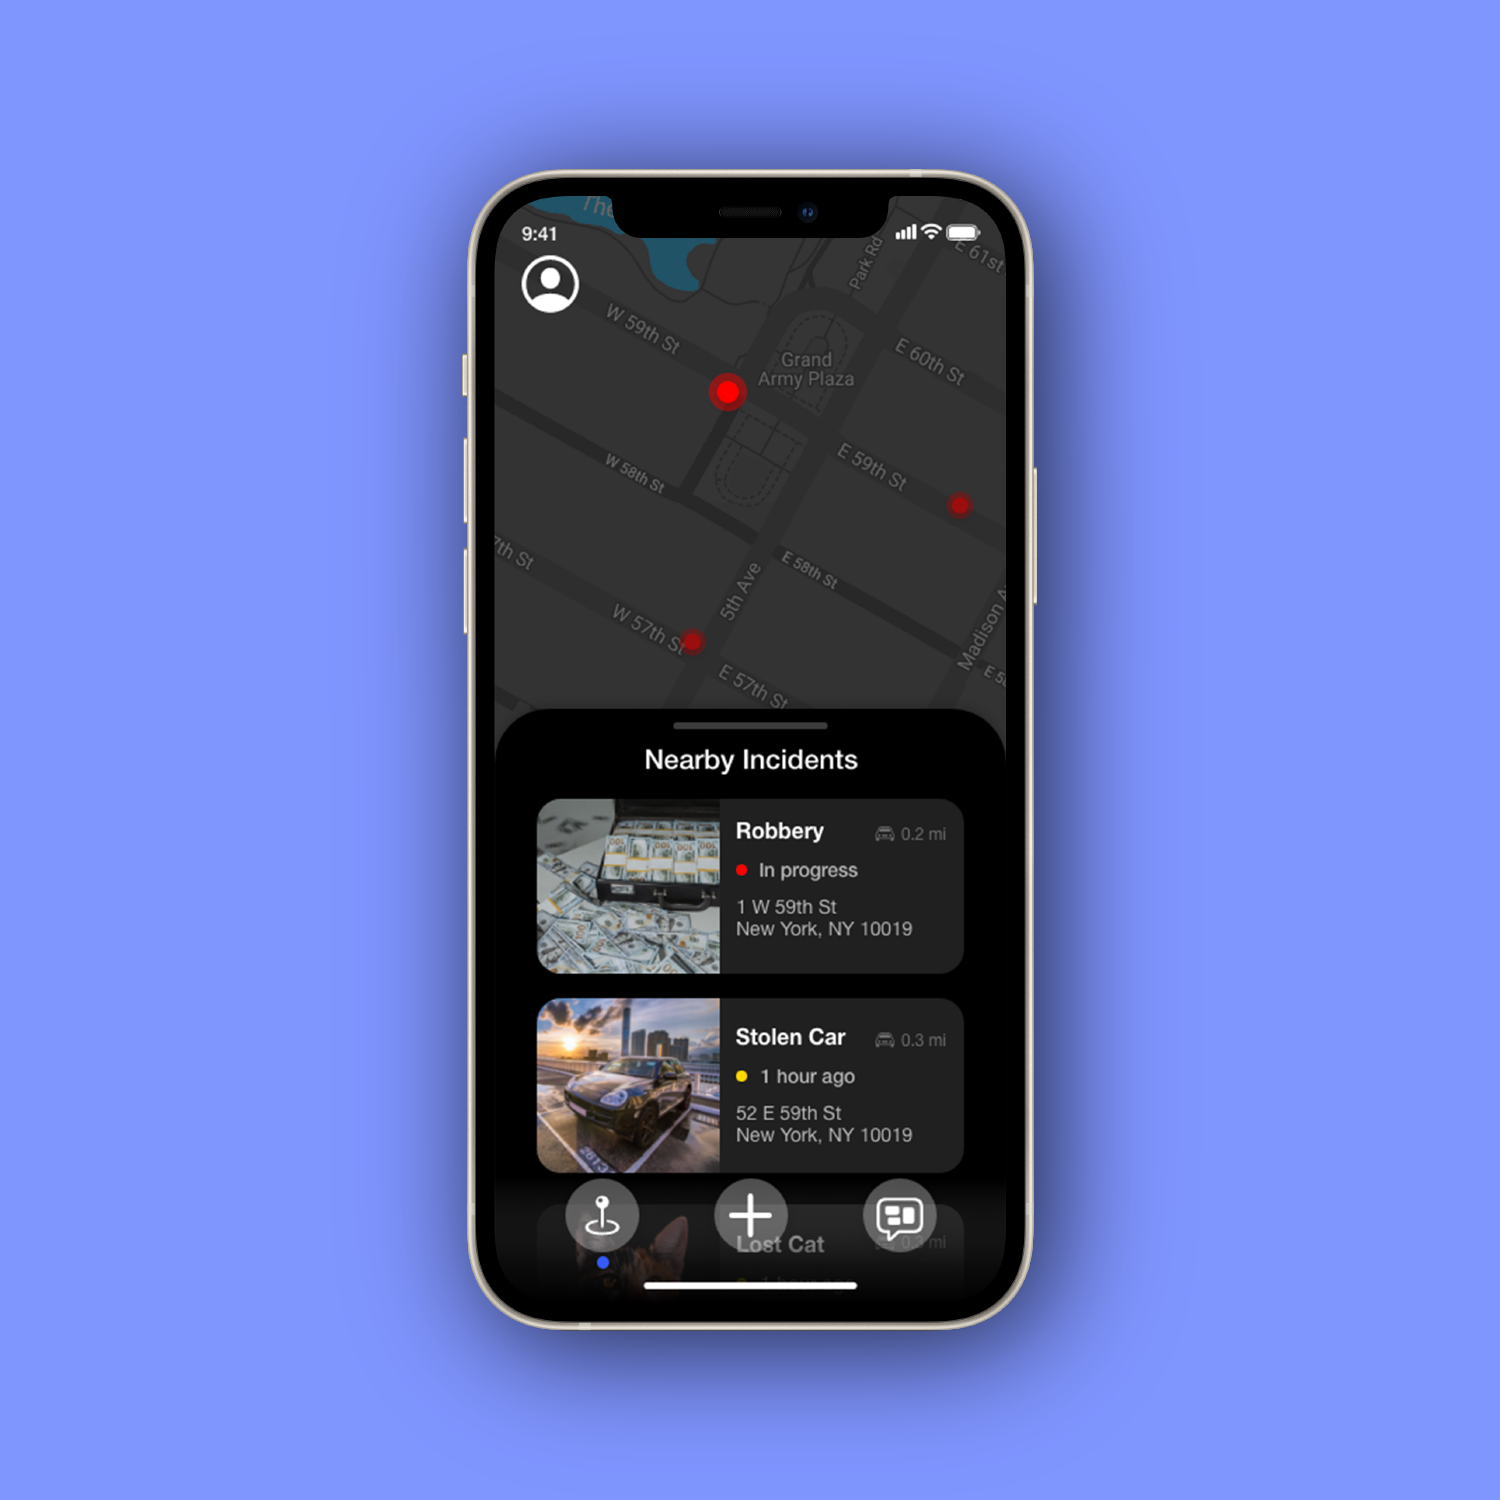 The
9:41
Park Rd
E 61st
W 59th St
Grand
Army Plaza
E 60th St
W 58th St
E 59th St
7th St
E 58th St
5th Ave
W 57th St
Madison A
E 57th St
Nearby Incidents
Robbery
0.2 mi
In progress
1 W 59th St
New York, NY 10019
Stolen Car
0.3 mi
1 hour ago
52 E 59th St
New York, NY 10019
Lost Cat
0.3 mi